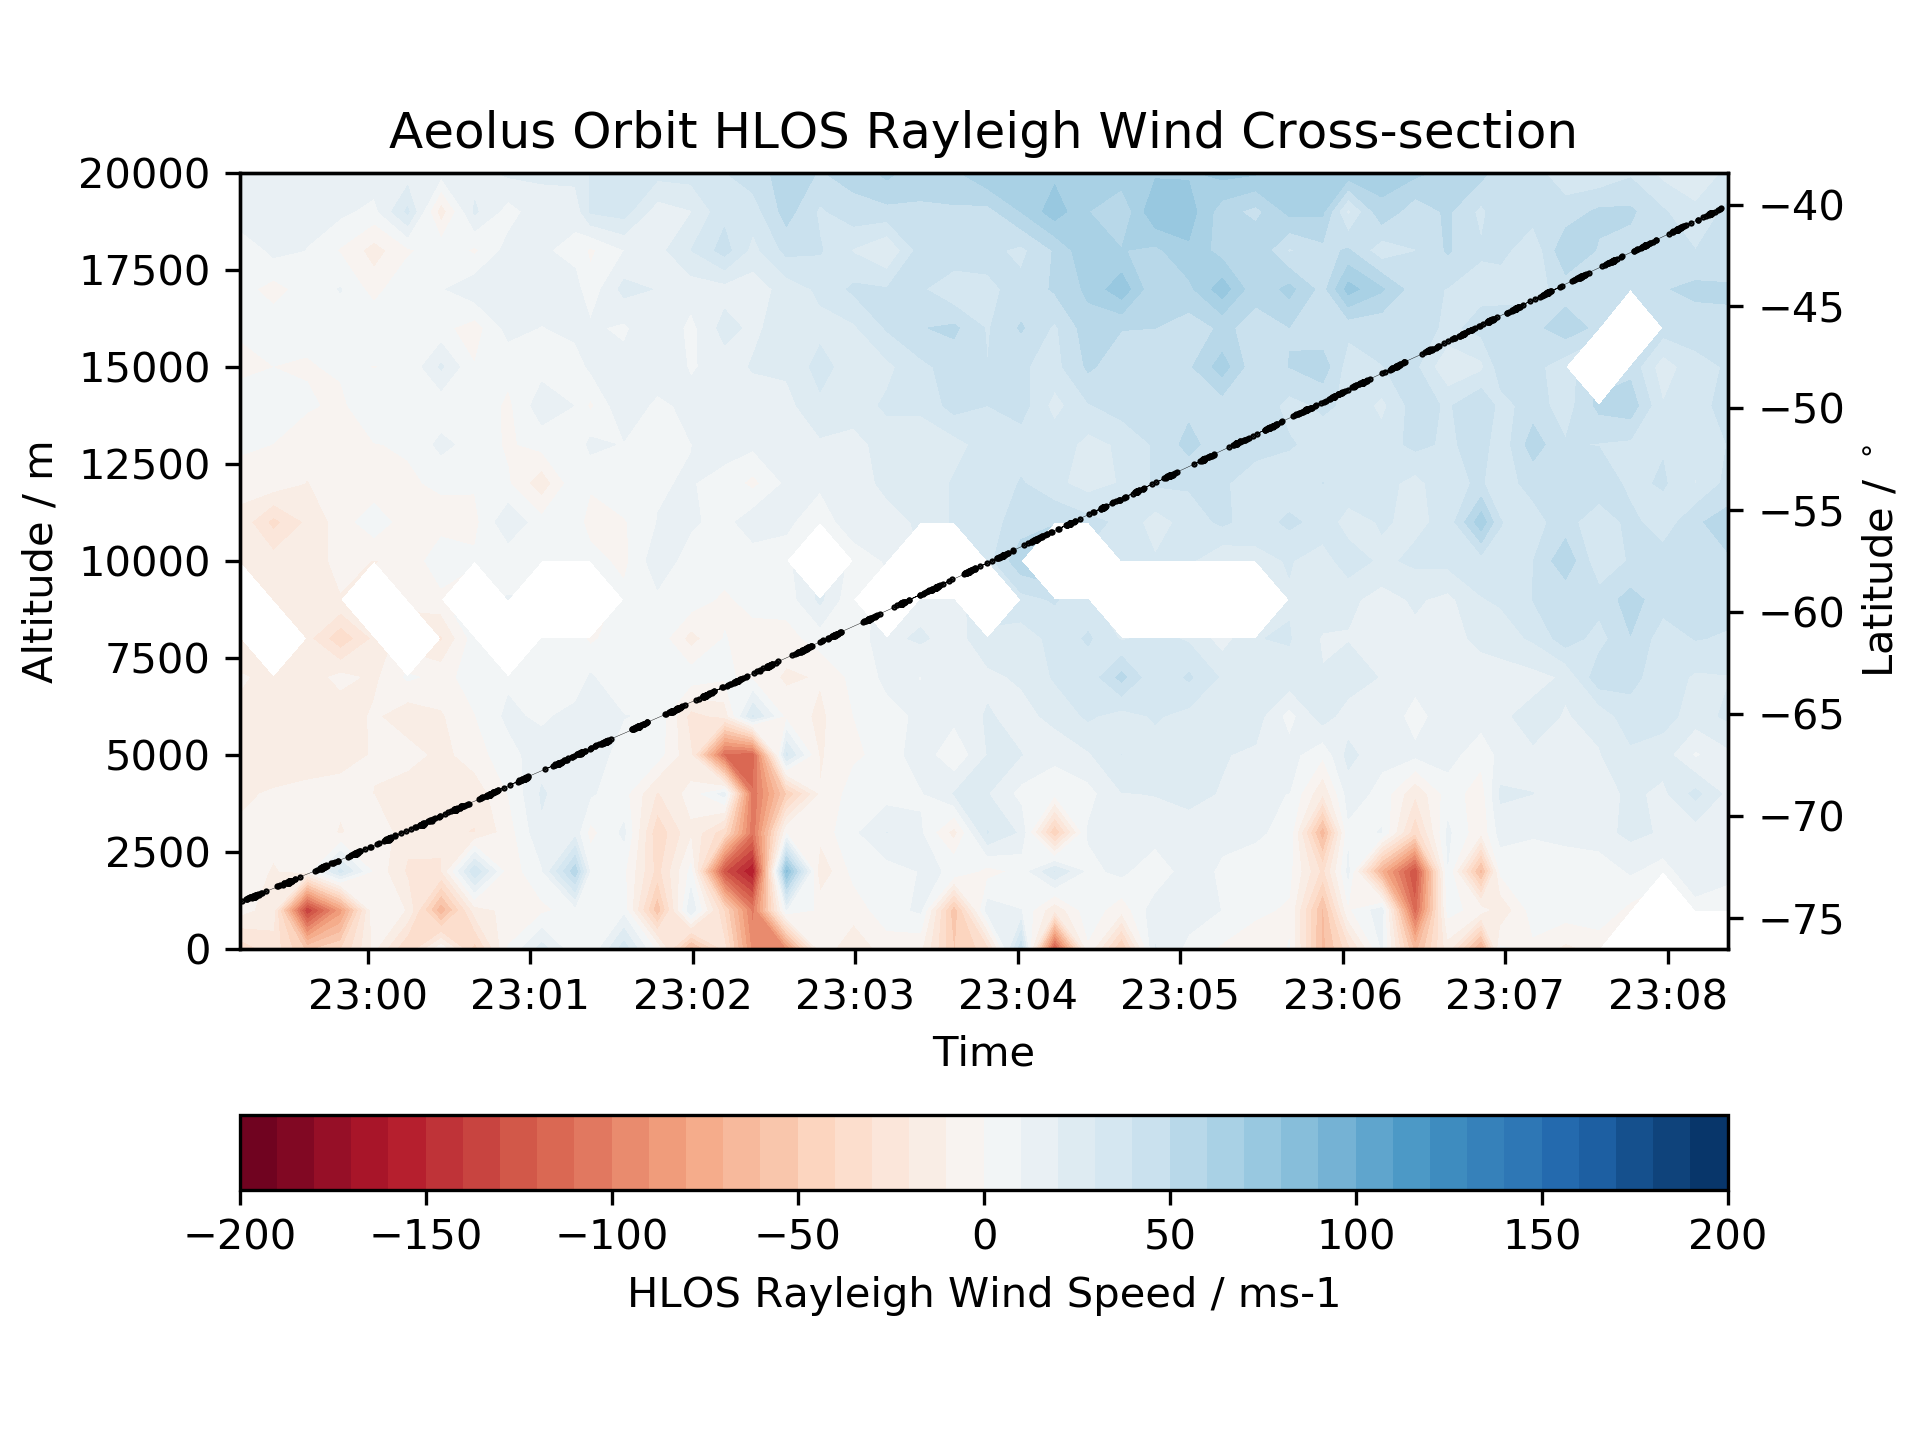 Aeolus Orbit HLOS Rayleigh Wind Cross-section
20000
17500
15000
12500
10000
7500
5000
2500
0
Altitude / m
−40
−45
−50
−55
−60
−65
−70
−75
Latitude / °
23:00 23:01 23:02 23:03 23:04 23:05 23:06 23:07 23:08
Time
−200 −150 −100 −50 0 50 100 150 200
HLOS Rayleigh Wind Speed / ms-1